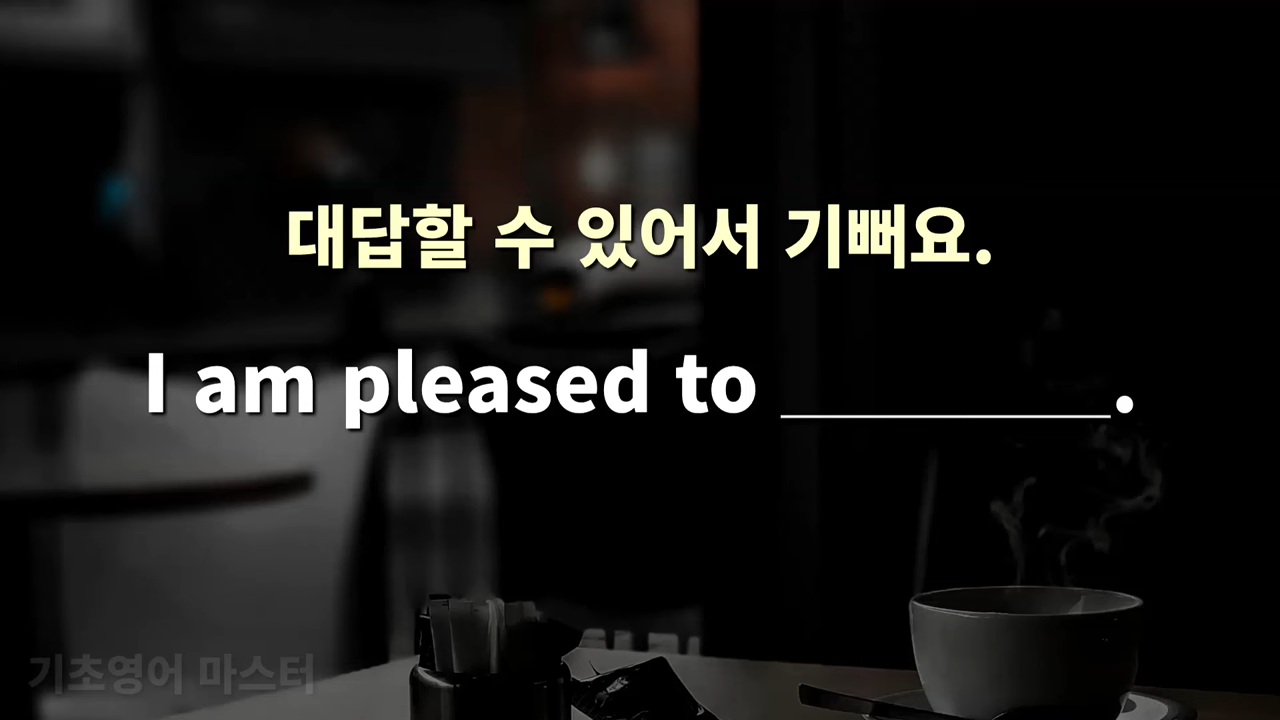 대답할 수 있어서 기뻐요.
I am pleased to ________.
기초영어 마스터